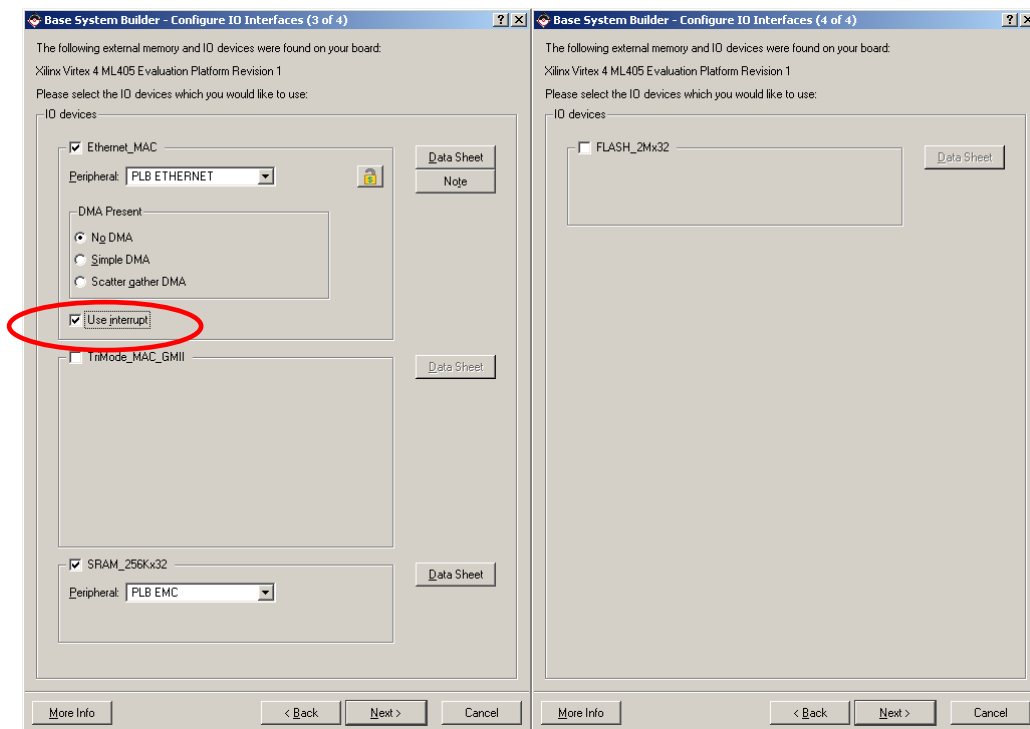 Base System Builder - Configure IO Interfaces (3 of 4)
The following external memory and IO devices were found on your board:
Xilinx Virtex 4 ML405 Evaluation Platform Revision 1
Please select the IO devices which you would like to use:
IO devices
Ethernet_MAC
Data Sheet
Peripheral: PLB ETHERNET
Note
DMA Present
No DMA
Simple DMA
Scatter gather DMA
Use interrupt
TriMode_MAC_GMII
Data Sheet
SRAM_256Kx32
Data Sheet
Peripheral: PLB EMC
More Info
< Back
Next >
Cancel
Base System Builder - Configure IO Interfaces (4 of 4)
The following external memory and IO devices were found on your board:
Xilinx Virtex 4 ML405 Evaluation Platform Revision 1
Please select the IO devices which you would like to use:
IO devices
FLASH_2Mx32
Data Sheet
More Info
< Back
Next >
Cancel